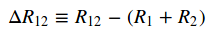 ΔR₁₂ ≡ R₁₂ − (R₁ + R₂)